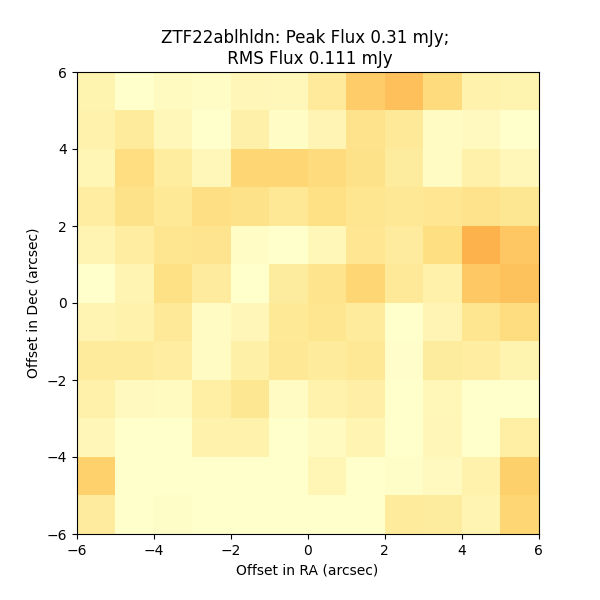 ZTF22ablhldn: Peak Flux 0.31 mJy;
RMS Flux 0.111 mJy
6
4
2
0
−2
−4
−6
Offset in Dec (arcsec)
−6 −4 −2 0 2 4 6
Offset in RA (arcsec)